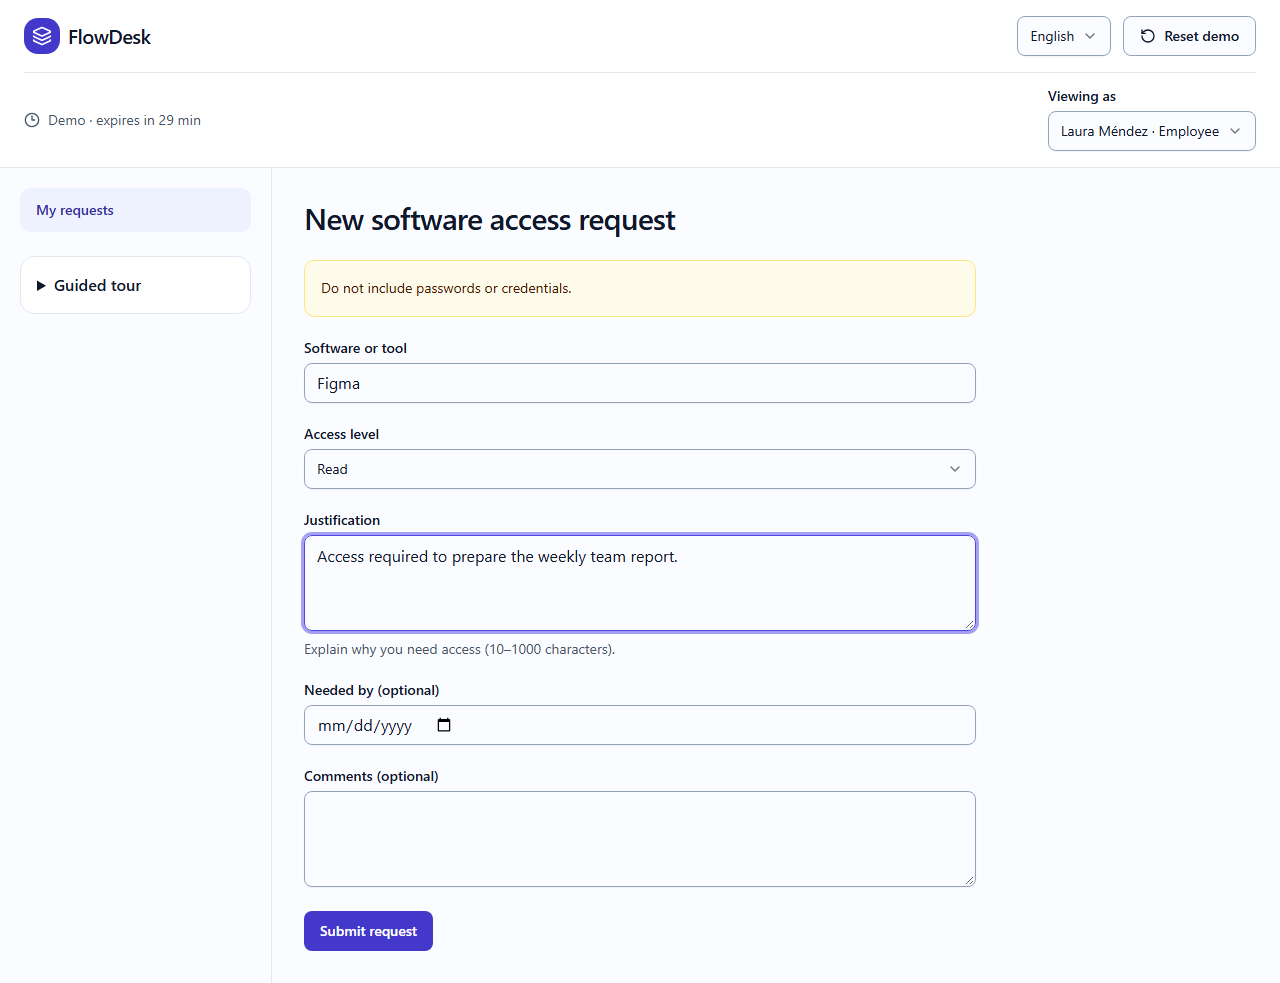 FlowDesk
English
Reset demo
Demo · expires in 29 min
Viewing as
Laura Méndez · Employee
My requests
Guided tour
New software access request
Do not include passwords or credentials.
Software or tool
Figma
Access level
Read
Justification
Access required to prepare the weekly team report.
Explain why you need access (10–1000 characters).
Needed by (optional)
mm/dd/yyyy
Comments (optional)
Submit request